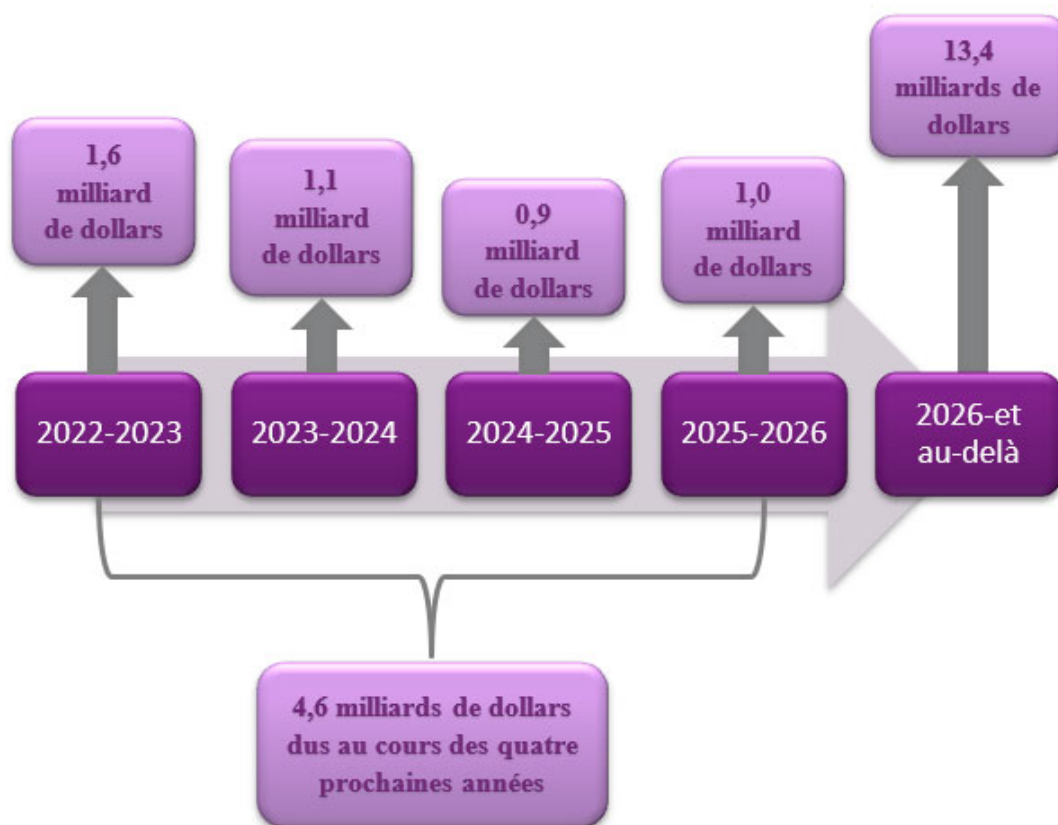 1,6
milliard
de dollars
1,1
milliard
de dollars
0,9
milliard
de dollars
1,0
milliard
de dollars
13,4
milliards de
dollars
2022-2023
2023-2024
2024-2025
2025-2026
2026-et
au-delà
4,6 milliards de dollars
dus au cours des quatre
prochaines années